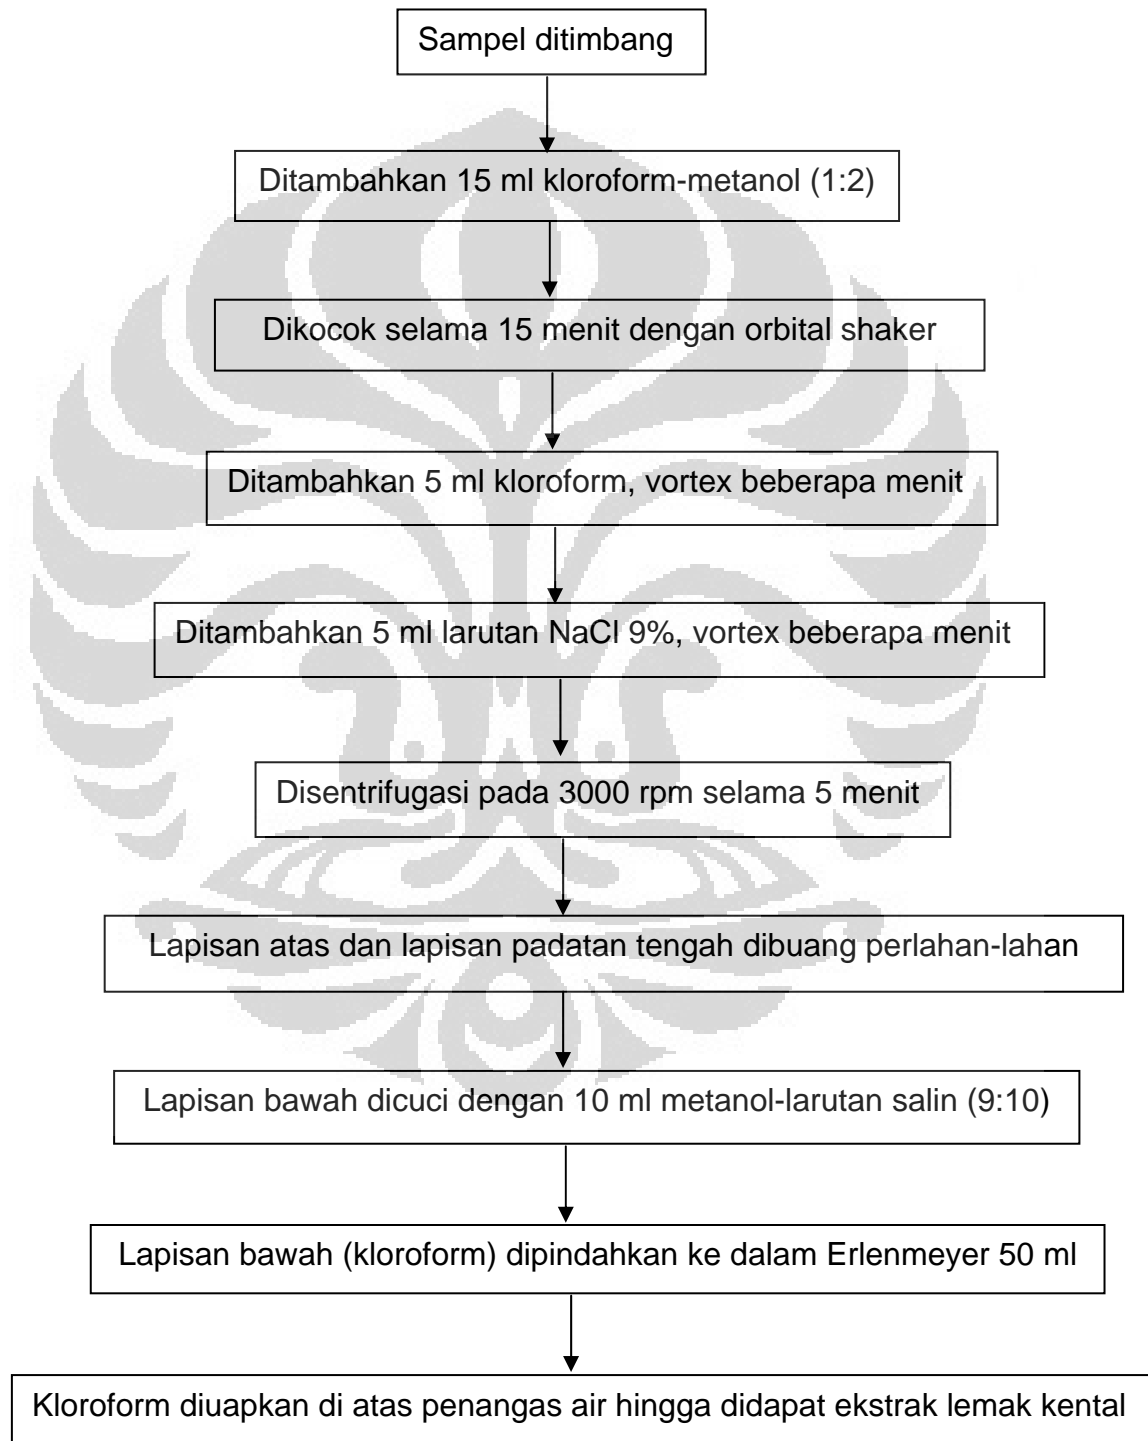 Sampel ditimbang
Ditambahkan 15 ml kloroform-metanol (1:2)
Dikocok selama 15 menit dengan orbital shaker
Ditambahkan 5 ml kloroform, vortex beberapa menit
Ditambahkan 5 ml larutan NaCl 9%, vortex beberapa menit
Disentrifugasi pada 3000 rpm selama 5 menit
Lapisan atas dan lapisan padatan tengah dibuang perlahan-lahan
Lapisan bawah dicuci dengan 10 ml metanol-larutan salin (9:10)
Lapisan bawah (kloroform) dipindahkan ke dalam Erlenmeyer 50 ml
Kloroform diuapkan di atas penangas air hingga didapat ekstrak lemak kental